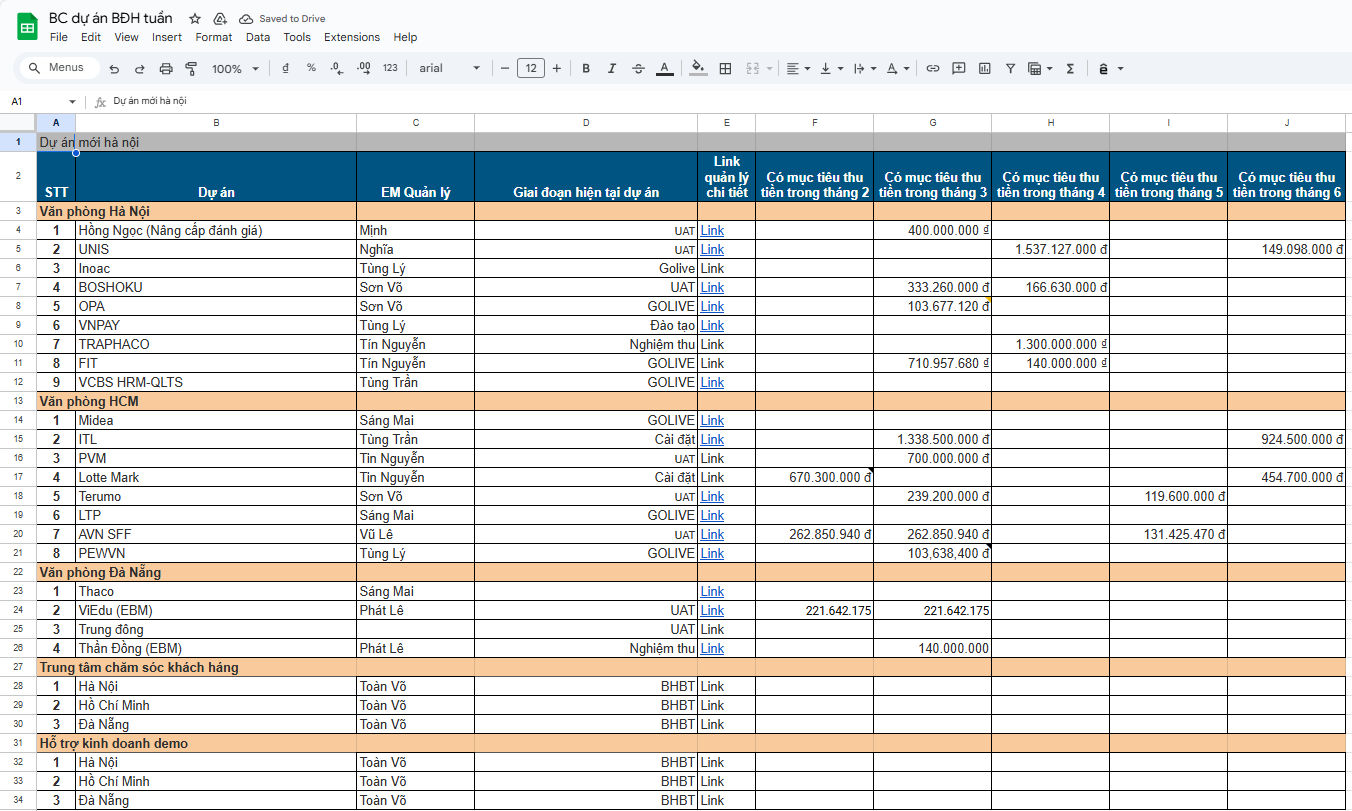 BC dự án BĐH tuần Saved to Drive
File Edit View Insert Format Data Tools Extensions Help
Menus 100% đ % .0 .00 123 arial 12 B I A
A1 fx Dự án mới hà nội
A B C D E F G H I J
1 Dự án mới hà nội
2 STT Dự án EM Quản lý Giai đoạn hiện tại dự án Link quản lý chi tiết Có mục tiêu thu tiền trong tháng 2 Có mục tiêu thu tiền trong tháng 3 Có mục tiêu thu tiền trong tháng 4 Có mục tiêu thu tiền trong tháng 5 Có mục tiêu thu tiền trong tháng 6
3 Văn phòng Hà Nội
4 1 Hồng Ngọc (Nâng cấp đánh giá) Mịnh UAT Link 400.000.000 đ
5 2 UNIS Nghĩa UAT Link 1.537.127.000 đ 149.098.000 đ
6 3 Inoac Tùng Lý Golive Link
7 4 BOSHOKU Sơn Võ UAT Link 333.260.000 đ 166.630.000 đ
8 5 OPA Sơn Võ GOLIVE Link 103.677.120 đ
9 6 VNPAY Tùng Lý Đào tạo Link
10 7 TRAPHACO Tín Nguyễn Nghiệm thu Link 1.300.000.000 đ
11 8 FIT Tín Nguyễn GOLIVE Link 710.957.680 đ 140.000.000 đ
12 9 VCBS HRM-QLTS Tùng Trần GOLIVE Link
13 Văn phòng HCM
14 1 Midea Sáng Mai GOLIVE Link
15 2 ITL Tùng Trần Cài đặt Link 1.338.500.000 đ 924.500.000 đ
16 3 PVM Tin Nguyễn UAT Link 700.000.000 đ
17 4 Lotte Mark Tin Nguyễn Cài đặt Link 670.300.000 đ 454.700.000 đ
18 5 Terumo Sơn Võ UAT Link 239.200.000 đ 119.600.000 đ
19 6 LTP Sáng Mai GOLIVE Link
20 7 AVN SFF Vũ Lê UAT Link 262.850.940 đ 262.850.940 đ 131.425.470 đ
21 8 PEWVN Tùng Lý GOLIVE Link 103,638,400 đ
22 Văn phòng Đà Nẵng
23 1 Thaco Sáng Mai Link
24 2 ViEdu (EBM) Phát Lê UAT Link 221.642.175 221.642.175
25 3 Trung đông UAT Link
26 4 Thần Đồng (EBM) Phát Lê Nghiệm thu Link 140.000.000
27 Trung tâm chăm sóc khách háng
28 1 Hà Nội Toàn Võ BHBT Link
29 2 Hồ Chí Minh Toàn Võ BHBT Link
30 3 Đà Nẵng Toàn Võ BHBT Link
31 Hỗ trợ kinh doanh demo
32 1 Hà Nội Toàn Võ BHBT Link
33 2 Hồ Chí Minh Toàn Võ BHBT Link
34 3 Đà Nẵng Toàn Võ BHBT Link